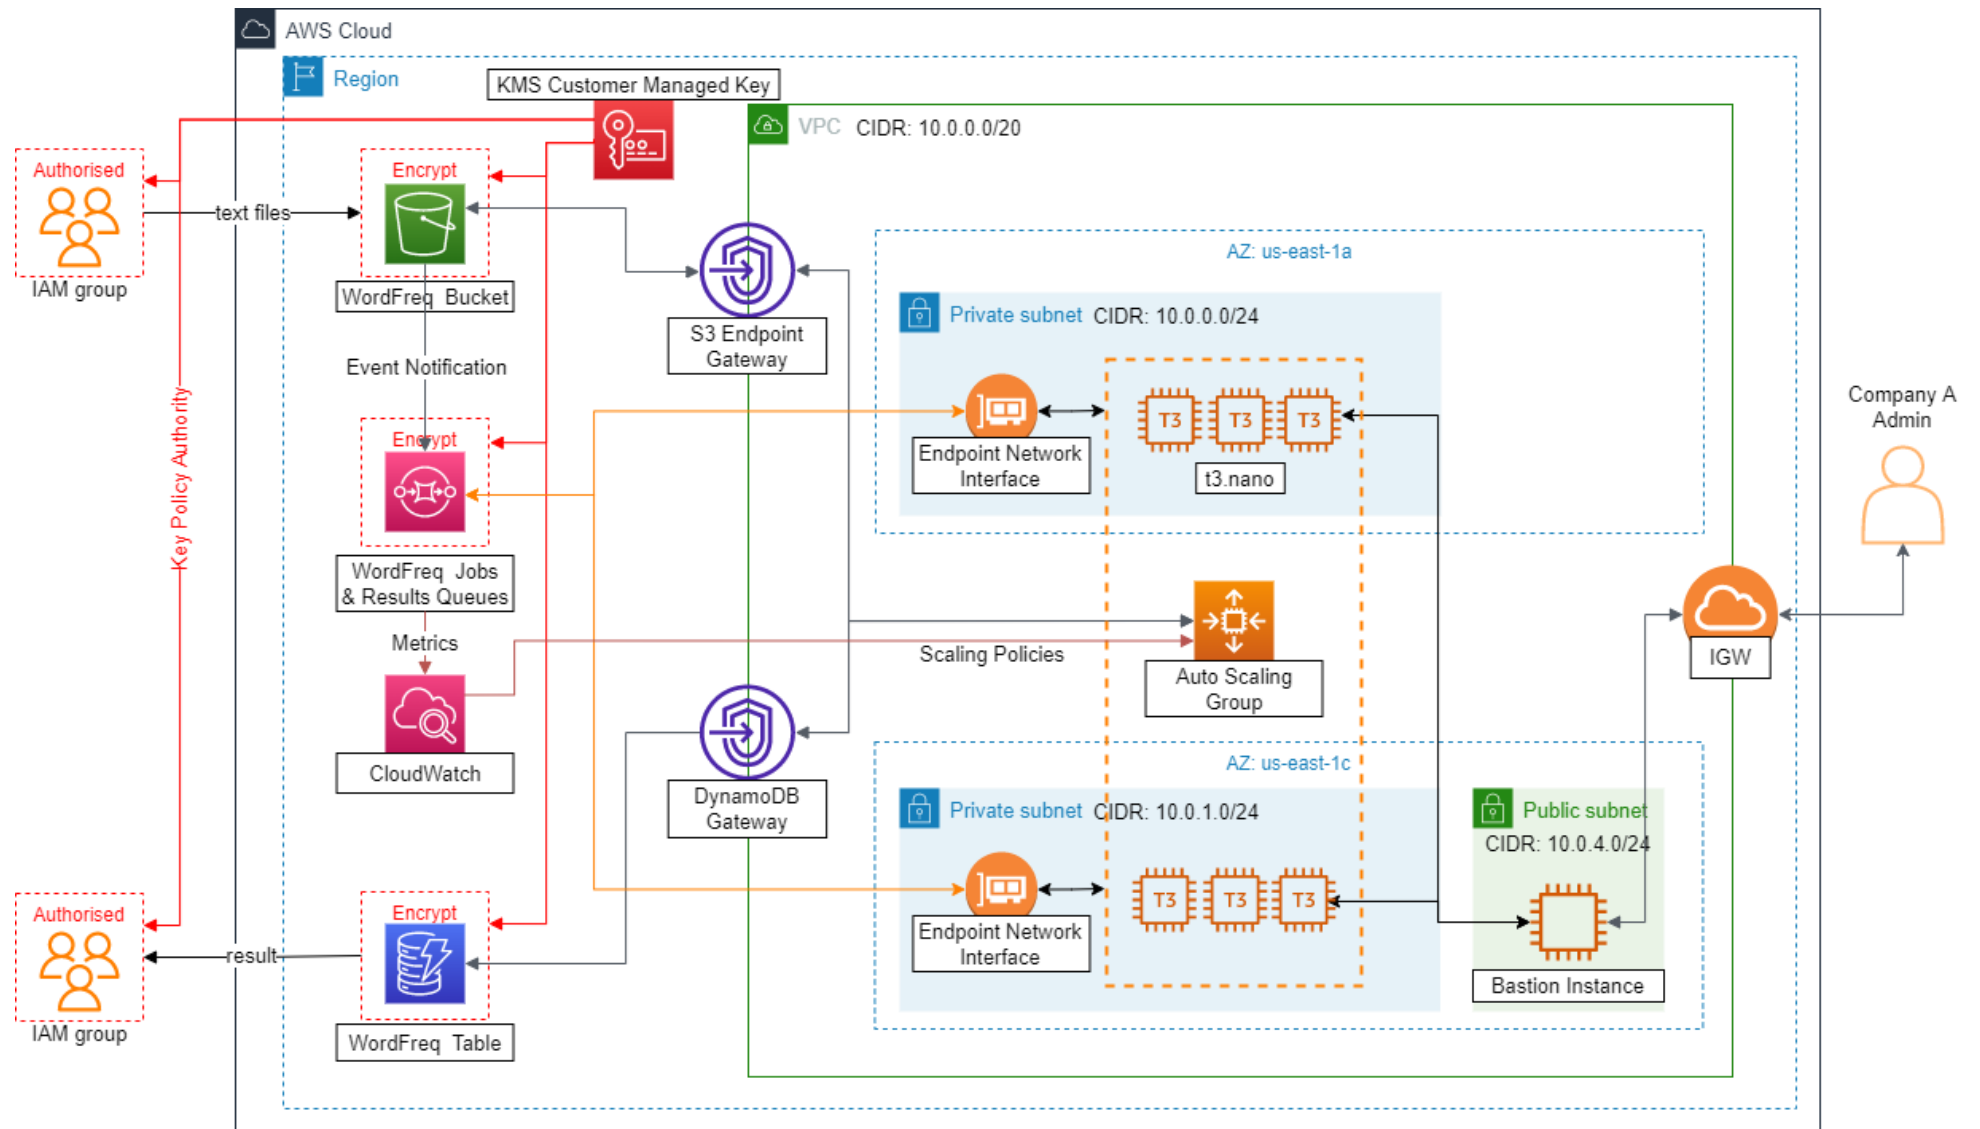 AWS Cloud
Region
KMS Customer Managed Key
VPC CIDR: 10.0.0.0/20
Authorised
IAM group
text files
Encrypt
WordFreq Bucket
Event Notification
Key Policy Authority
Encrypt
WordFreq Jobs
& Results Queues
Metrics
CloudWatch
S3 Endpoint
Gateway
AZ: us-east-1a
Private subnet CIDR: 10.0.0.0/24
Endpoint Network
Interface
T3 T3 T3
t3.nano
Scaling Policies
Auto Scaling
Group
Company A
Admin
IGW
DynamoDB
Gateway
AZ: us-east-1c
Private subnet CIDR: 10.0.1.0/24
Endpoint Network
Interface
T3 T3 T3
Public subnet
CIDR: 10.0.4.0/24
Bastion Instance
Authorised
IAM group
result
Encrypt
WordFreq Table